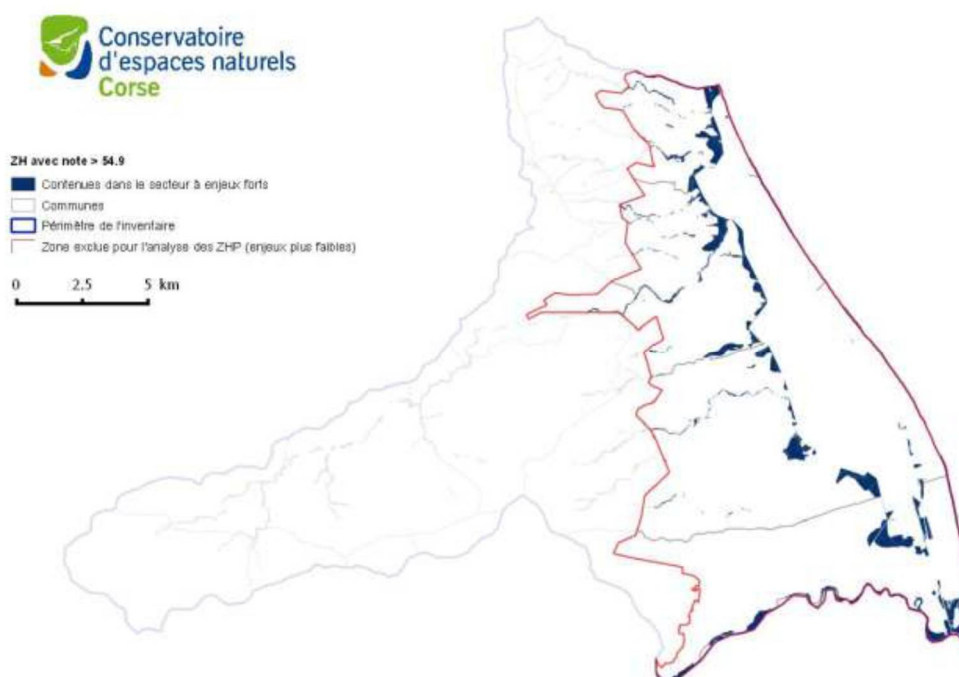 Conservatoire
d'espaces naturels
Corse
ZH avec note > 54.9
Contenues dans le secteur à enjeux forts
Communes
Périmètre de l'inventaire
Zone exclue pour l'analyse des ZHP (enjeux plus faibles)
0 2.5 5 km